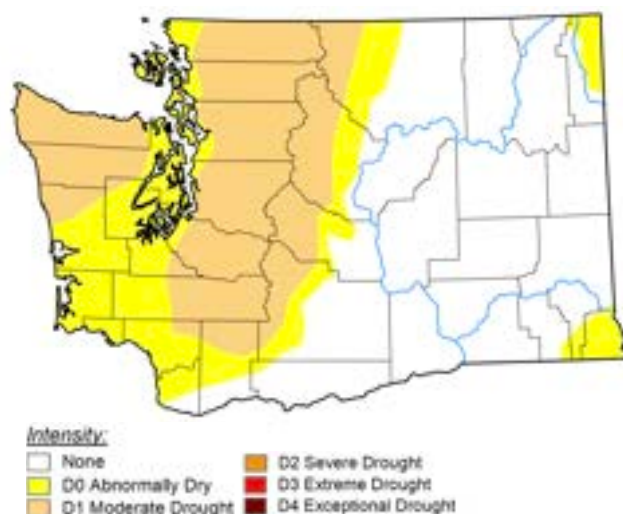 Intensity:
None
D0 Abnormally Dry
D1 Moderate Drought
D2 Severe Drought
D3 Extreme Drought
D4 Exceptional Drought